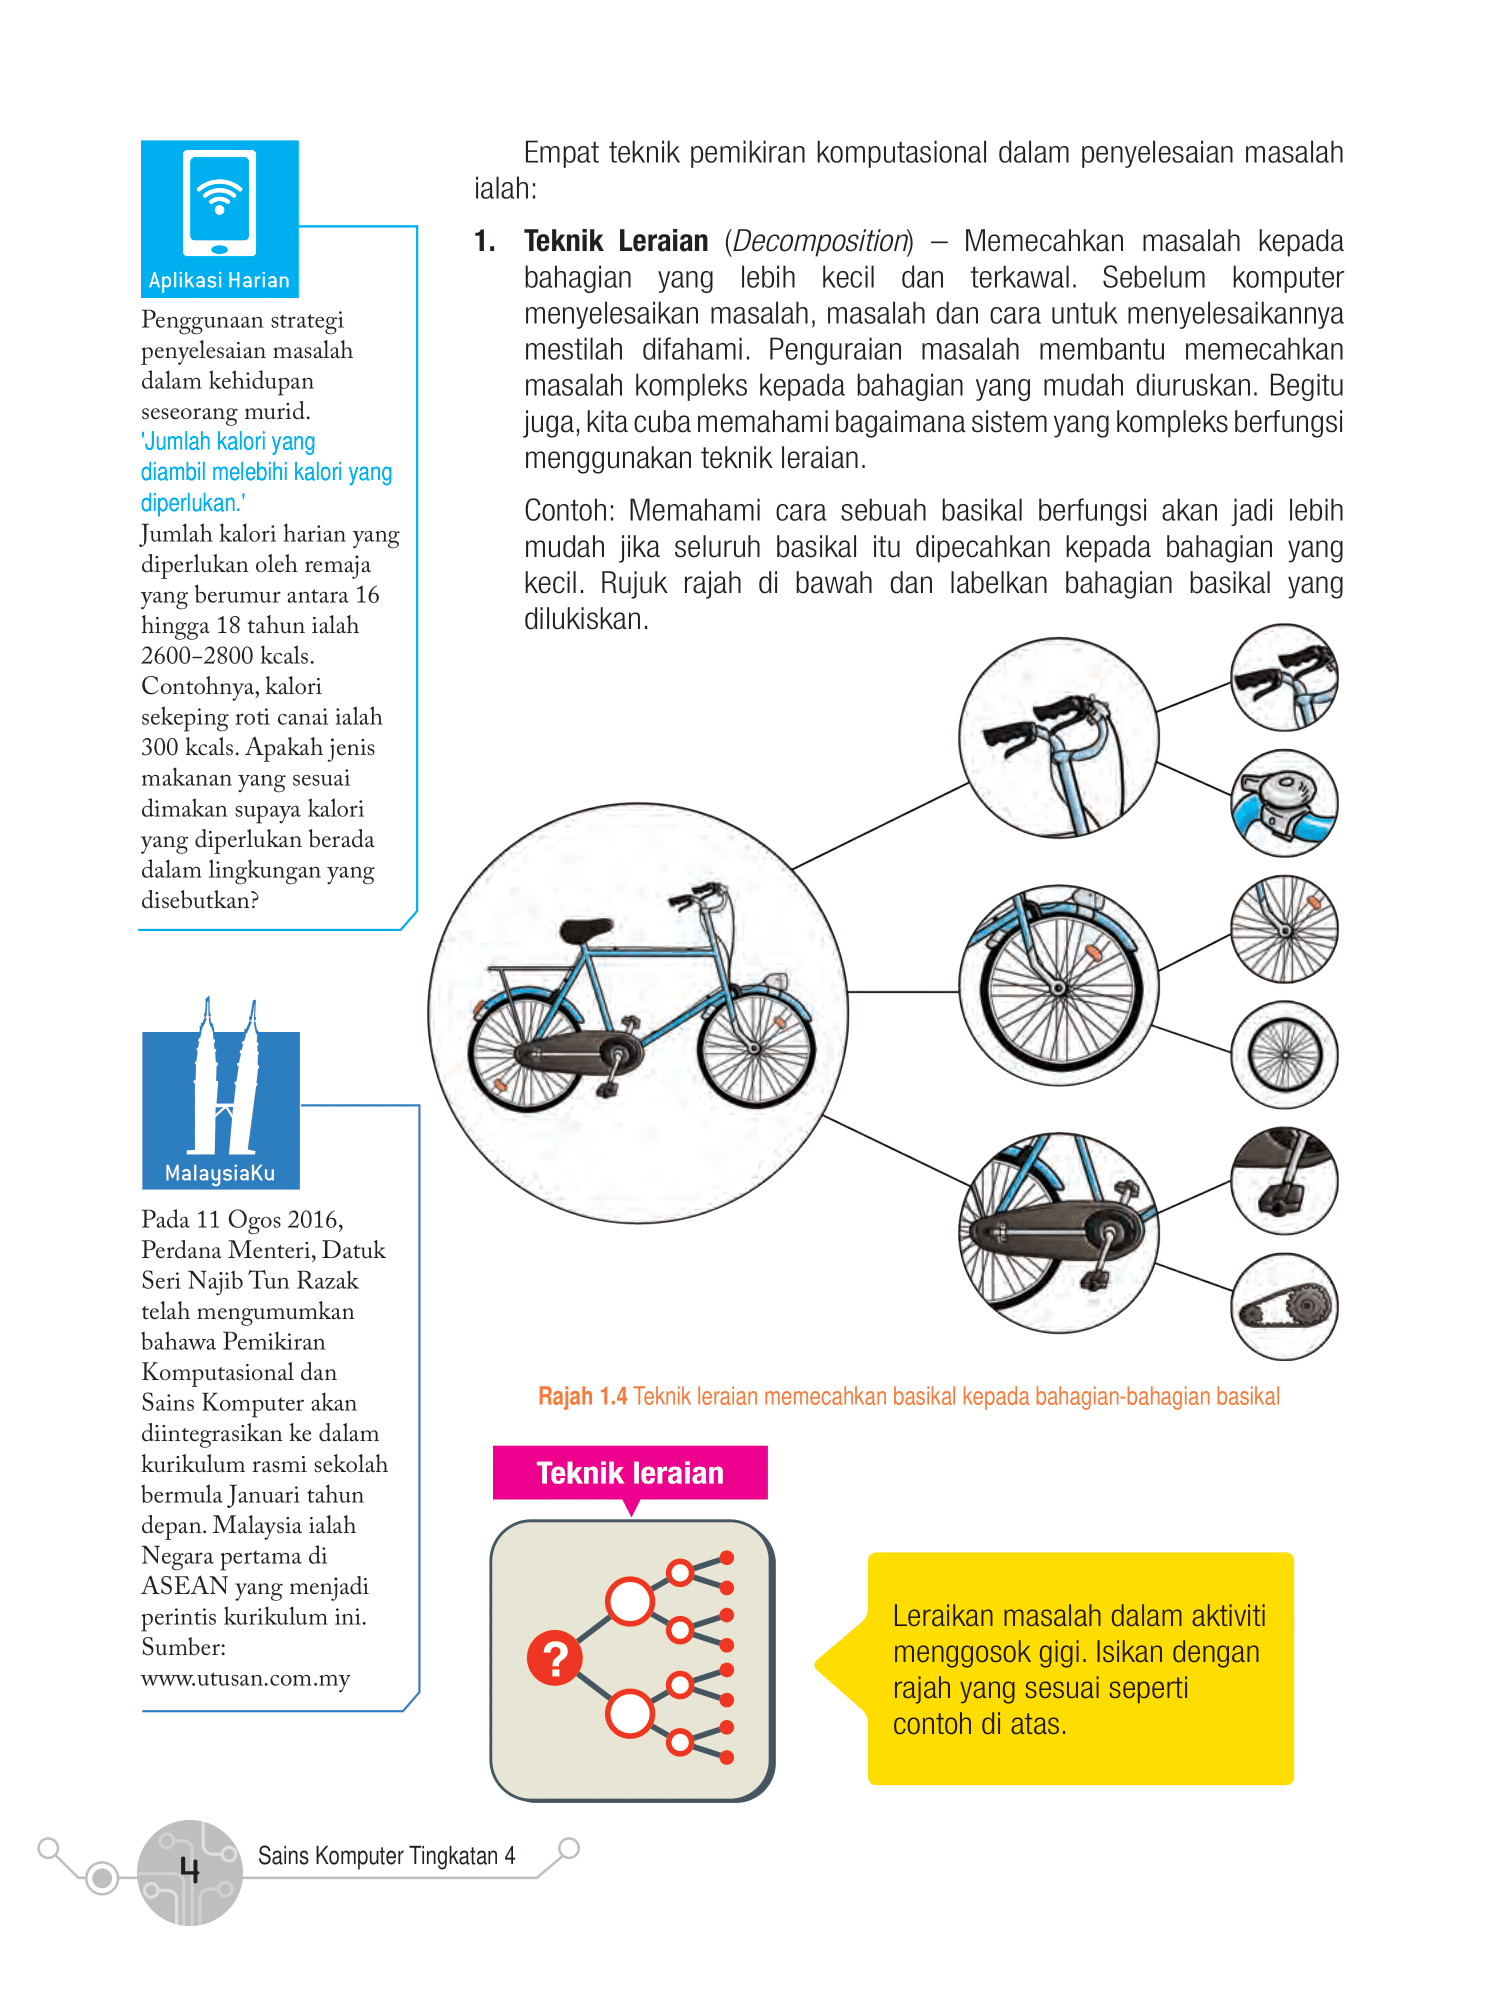 Aplikasi Harian
Penggunaan strategi
penyelesaian masalah
dalam kehidupan
seseorang murid.
'Jumlah kalori yang
diambil melebihi kalori yang
diperlukan.'
Jumlah kalori harian yang
diperlukan oleh remaja
yang berumur antara 16
hingga 18 tahun ialah
2600–2800 kcals.
Contohnya, kalori
sekeping roti canai ialah
300 kcals. Apakah jenis
makanan yang sesuai
dimakan supaya kalori
yang diperlukan berada
dalam lingkungan yang
disebutkan?
MalaysiaKu
Pada 11 Ogos 2016,
Perdana Menteri, Datuk
Seri Najib Tun Razak
telah mengumumkan
bahawa Pemikiran
Komputasional dan
Sains Komputer akan
diintegrasikan ke dalam
kurikulum rasmi sekolah
bermula Januari tahun
depan. Malaysia ialah
Negara pertama di
ASEAN yang menjadi
perintis kurikulum ini.
Sumber:
www.utusan.com.my
Empat teknik pemikiran komputasional dalam penyelesaian masalah
ialah:
1. Teknik Leraian (Decomposition) – Memecahkan masalah kepada
bahagian yang lebih kecil dan terkawal. Sebelum komputer
menyelesaikan masalah, masalah dan cara untuk menyelesaikannya
mestilah difahami. Penguraian masalah membantu memecahkan
masalah kompleks kepada bahagian yang mudah diuruskan. Begitu
juga, kita cuba memahami bagaimana sistem yang kompleks berfungsi
menggunakan teknik leraian.
Contoh: Memahami cara sebuah basikal berfungsi akan jadi lebih
mudah jika seluruh basikal itu dipecahkan kepada bahagian yang
kecil. Rujuk rajah di bawah dan labelkan bahagian basikal yang
dilukiskan.
Rajah 1.4 Teknik leraian memecahkan basikal kepada bahagian-bahagian basikal
Teknik leraian
?
Leraikan masalah dalam aktiviti
menggosok gigi. Isikan dengan
rajah yang sesuai seperti
contoh di atas.
4
Sains Komputer Tingkatan 4